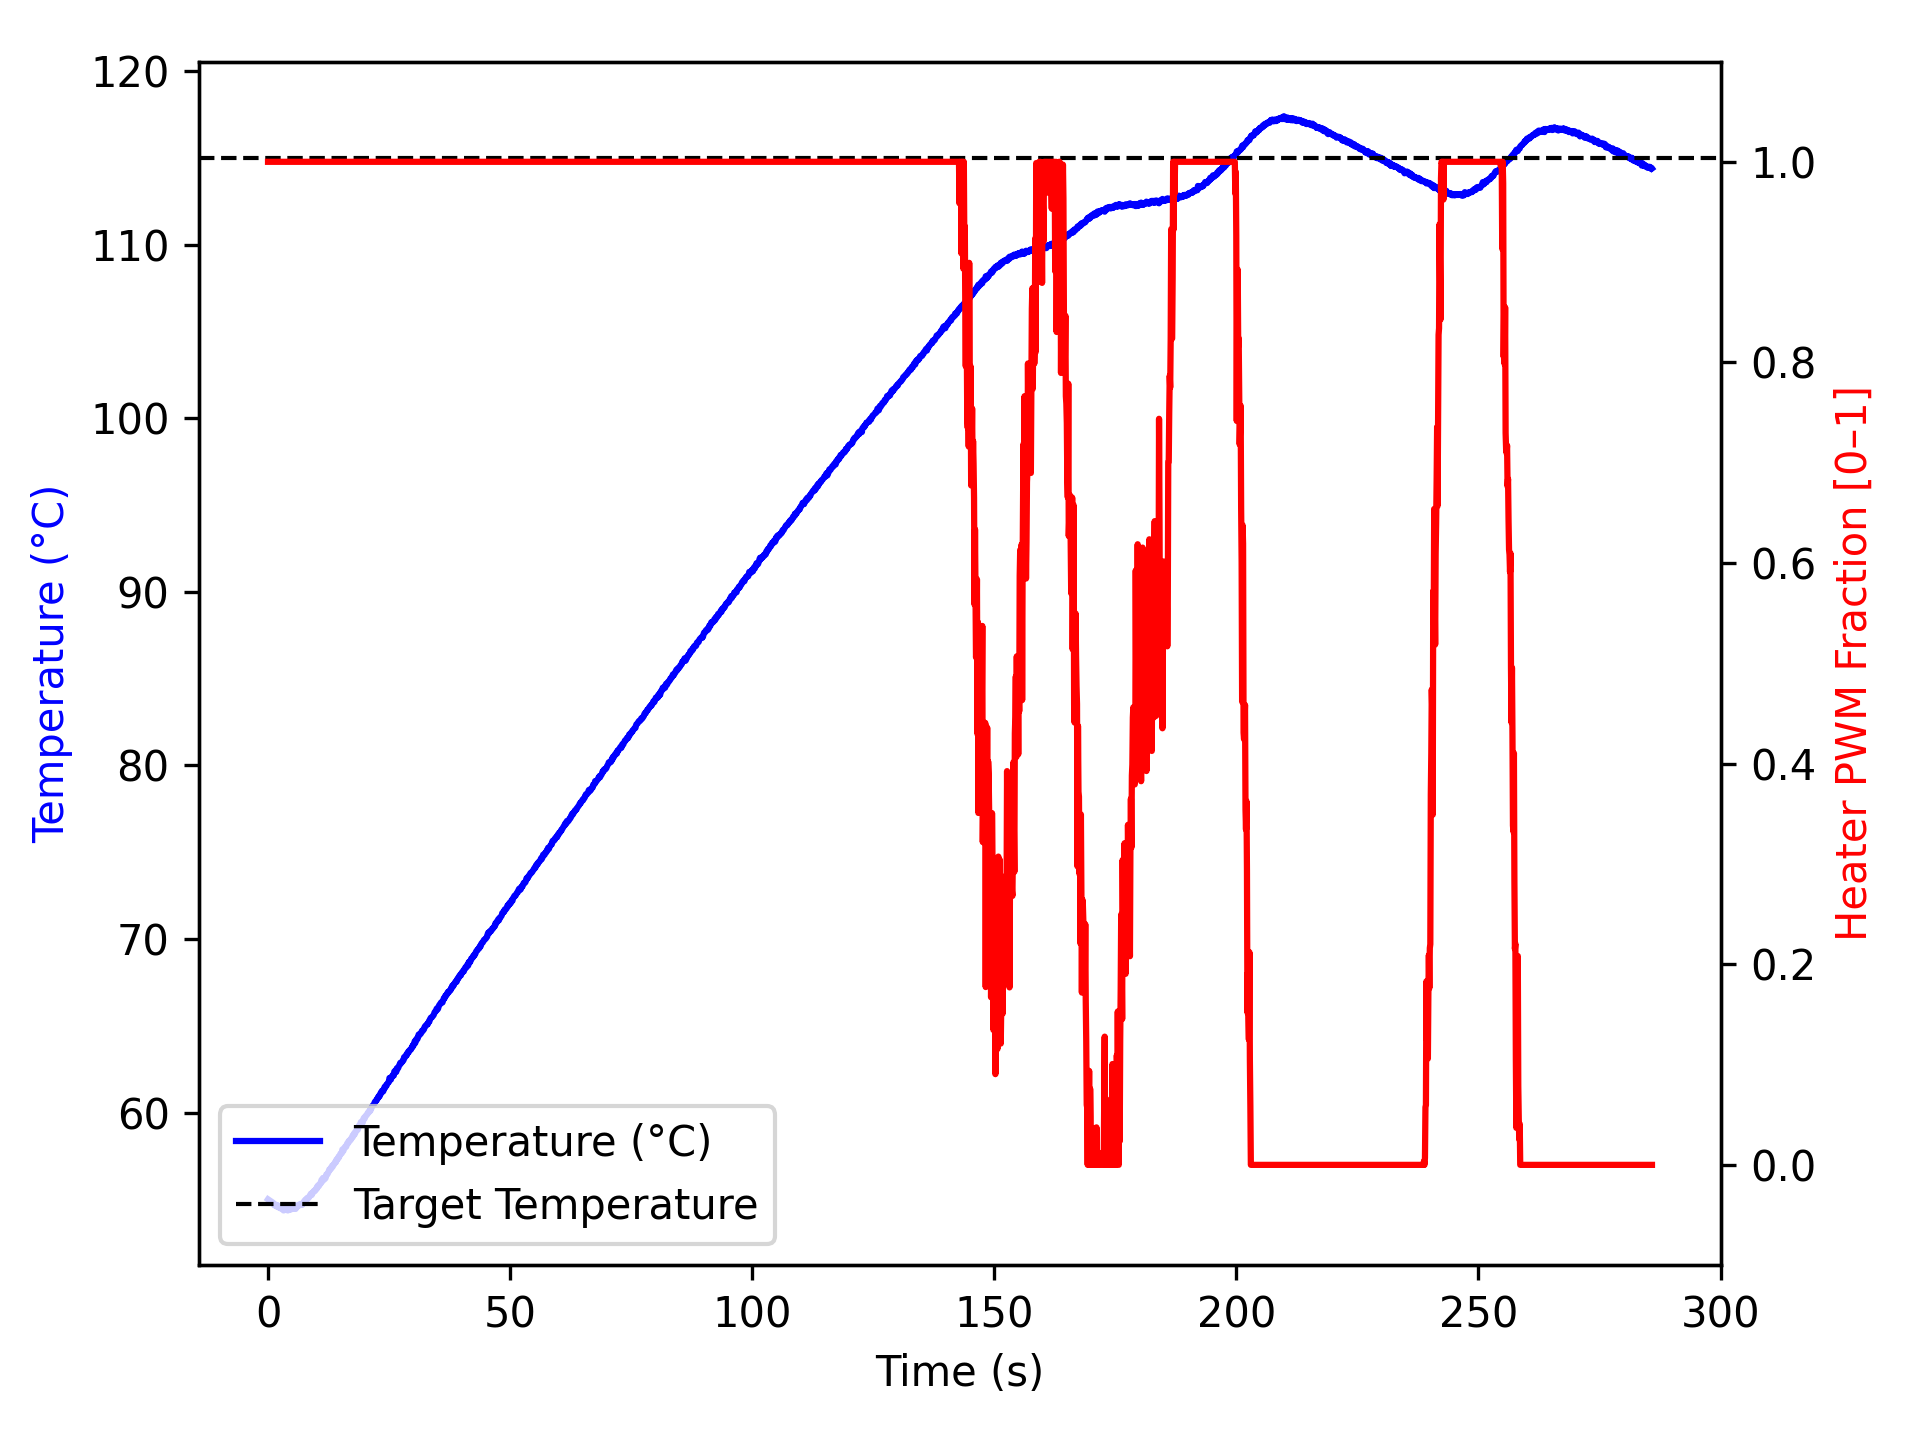 120
110
100
90
80
70
60
Temperature (°C)
1.0
0.8
0.6
0.4
0.2
0.0
Heater PWM Fraction [0–1]
Temperature (°C)
Target Temperature
0 50 100 150 200 250 300
Time (s)